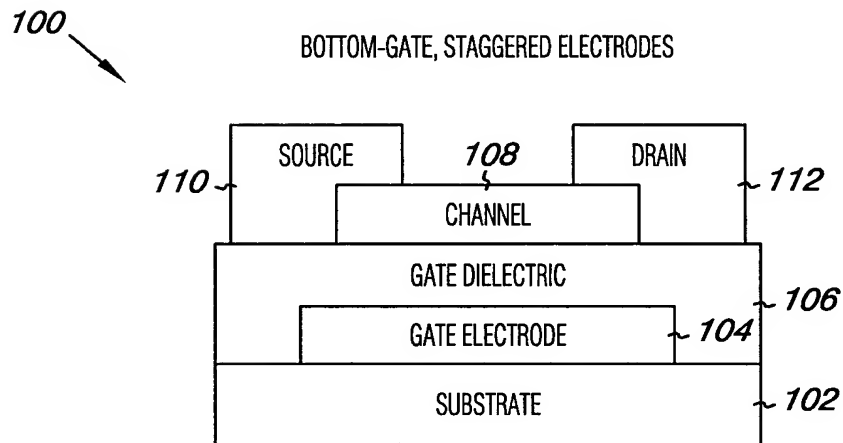 100
BOTTOM-GATE, STAGGERED ELECTRODES
SOURCE
108
DRAIN
110
112
CHANNEL
GATE DIELECTRIC
106
GATE ELECTRODE
104
SUBSTRATE
102